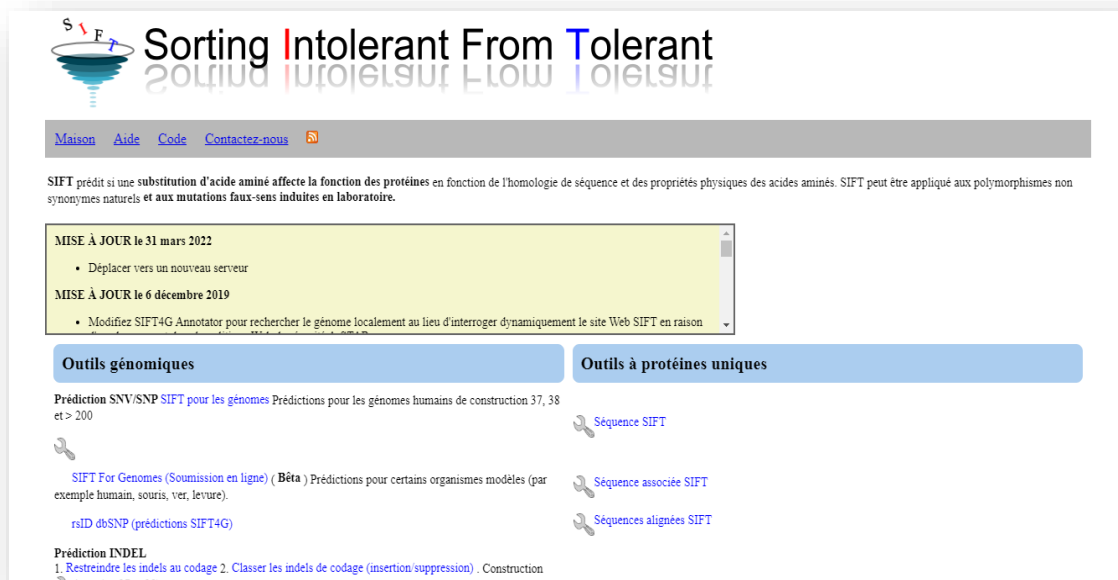 SIFT
Sorting Intolerant From Tolerant
Maison Aide Code Contactez-nous
SIFT prédit si une substitution d'acide aminé affecte la fonction des protéines en fonction de l'homologie de séquence et des propriétés physiques des acides aminés. SIFT peut être appliqué aux polymorphismes non
synonymes naturels et aux mutations faux-sens induites en laboratoire.
MISE À JOUR le 31 mars 2022
• Déplacer vers un nouveau serveur
MISE À JOUR le 6 décembre 2019
• Modifiez SIFT4G Annotator pour rechercher le génome localement au lieu d'interroger dynamiquement le site Web SIFT en raison
Outils génomiques
Prédiction SNV/SNP SIFT pour les génomes Prédictions pour les génomes humains de construction 37, 38
et > 200
SIFT For Genomes (Soumission en ligne) ( Bêta ) Prédictions pour certains organismes modèles (par
exemple humain, souris, ver, levure).
rsID dbSNP (prédictions SIFT4G)
Prédiction INDEL
1. Restreindre les indels au codage 2. Classer les indels de codage (insertion/suppression) . Construction
Outils à protéines uniques
Séquence SIFT
Séquence associée SIFT
Séquences alignées SIFT